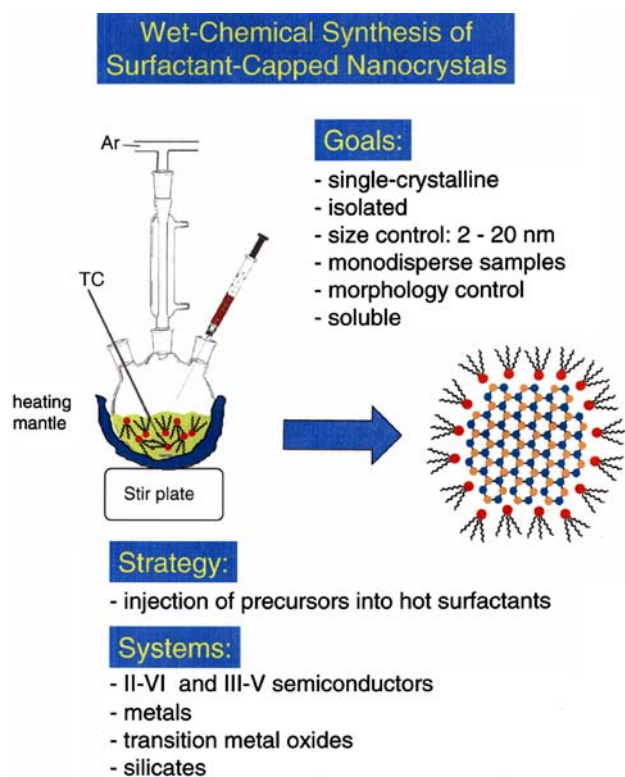 Wet-Chemical Synthesis of
Surfactant-Capped Nanocrystals
Ar
Goals:
- single-crystalline
- isolated
- size control: 2 - 20 nm
- monodisperse samples
- morphology control
- soluble
TC
heating
mantle
Stir plate
Strategy:
- injection of precursors into hot surfactants
Systems:
- II-VI and III-V semiconductors
- metals
- transition metal oxides
- silicates